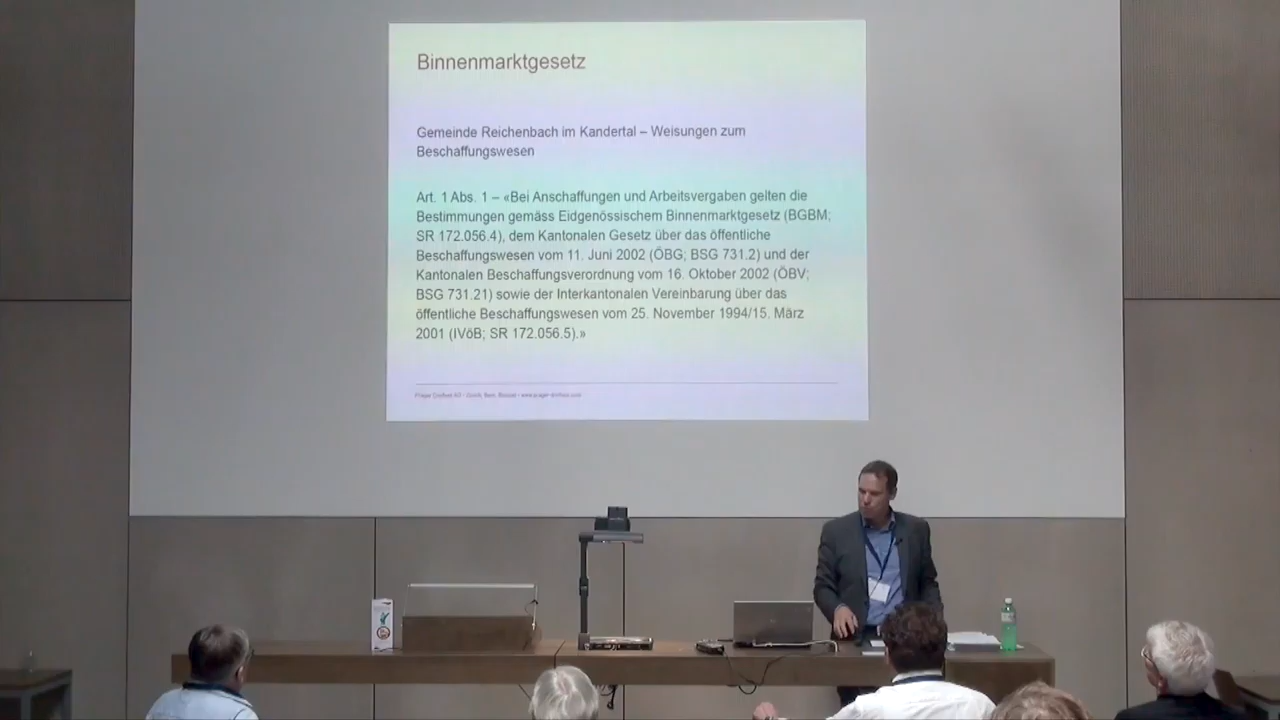 Binnenmarktgesetz
Gemeinde Reichenbach im Kandertal – Weisungen zum
Beschaffungswesen
Art. 1 Abs. 1 – «Bei Anschaffungen und Arbeitsvergaben gelten die
Bestimmungen gemäss Eidgenössischem Binnenmarktgesetz (BGBM;
SR 172.056.4), dem Kantonalen Gesetz über das öffentliche
Beschaffungswesen vom 11. Juni 2002 (ÖBG; BSG 731.2) und der
Kantonalen Beschaffungsverordnung vom 16. Oktober 2002 (ÖBV;
BSG 731.21) sowie der Interkantonalen Vereinbarung über das
öffentliche Beschaffungswesen vom 25. November 1994/15. März
2001 (IVöB; SR 172.056.5).»